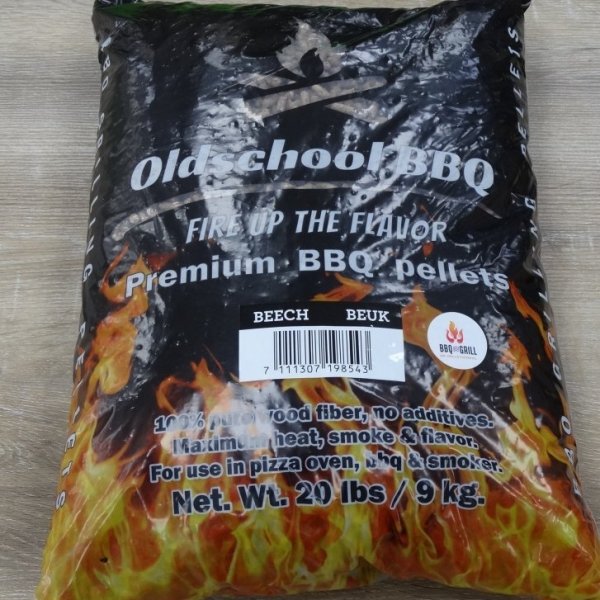 Oldschool BBQ
FIRE UP THE FLAVOR
Premium BBQ pellets
BEECH BEUK
7 111307 198543
BBQ GRILL
100% pure wood fiber, no additives.
Maximum heat, smoke & flavor.
For use in pizza oven, bbq & smoker.
Net. Wt. 20 lbs / 9 kg.